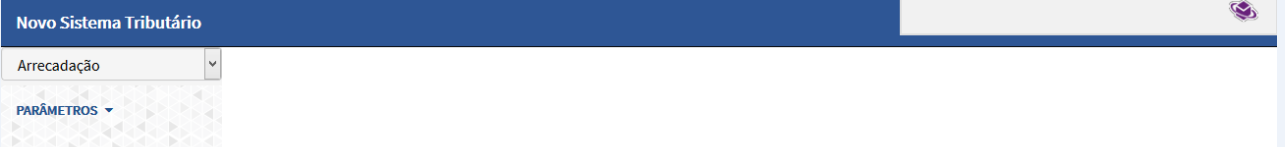 Novo Sistema Tributário
Arrecadação
PARÂMETROS